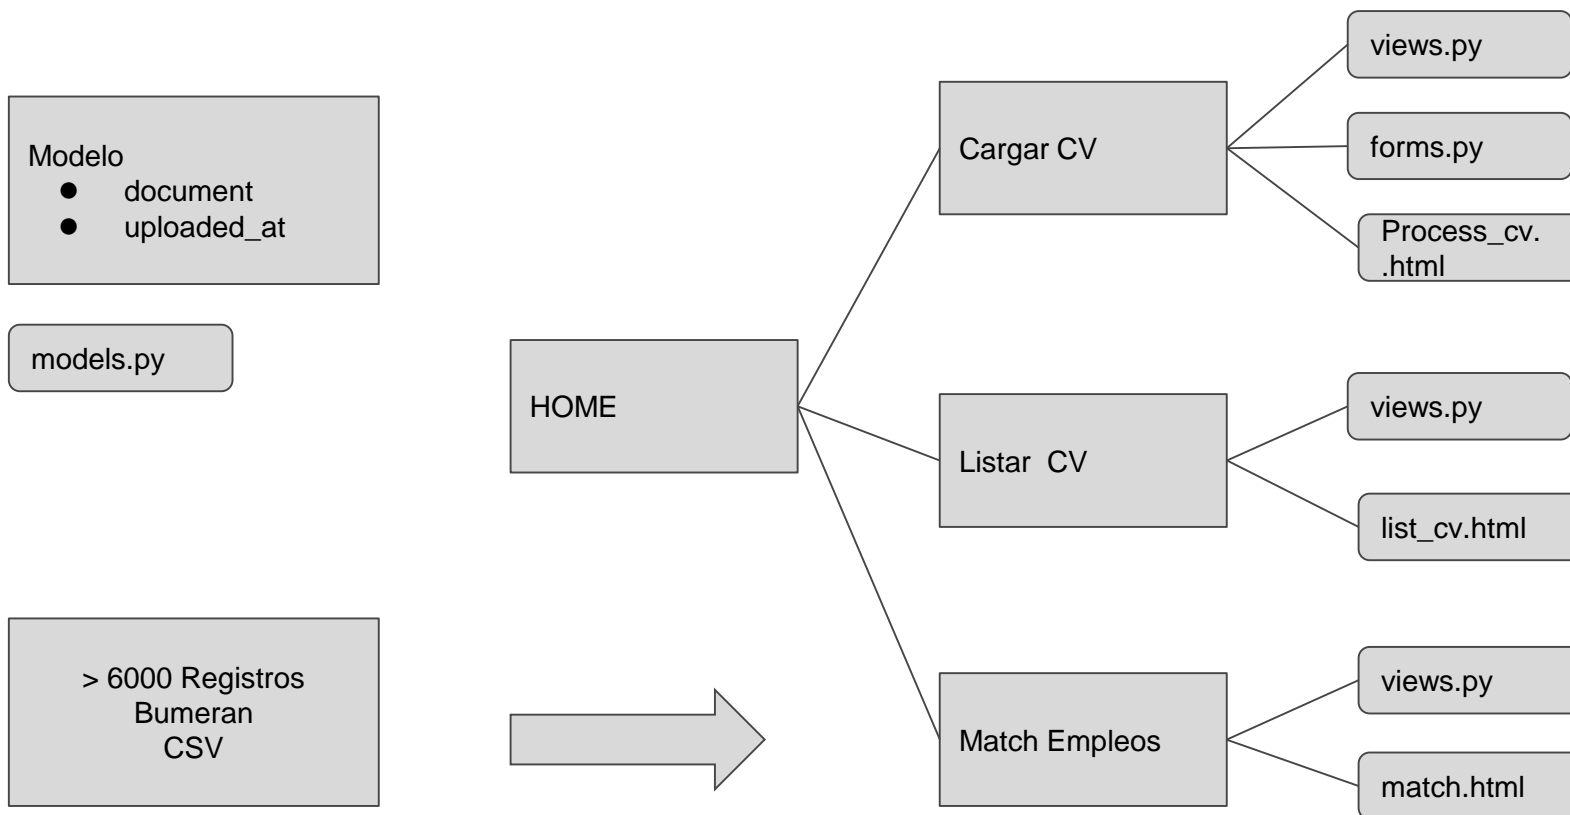 Modelo
● document
● uploaded_at
models.py
> 6000 Registros
Bumeran
CSV
HOME
Cargar CV
Listar  CV
Match Empleos
views.py
forms.py
Process_cv.
.html
views.py
list_cv.html
views.py
match.html